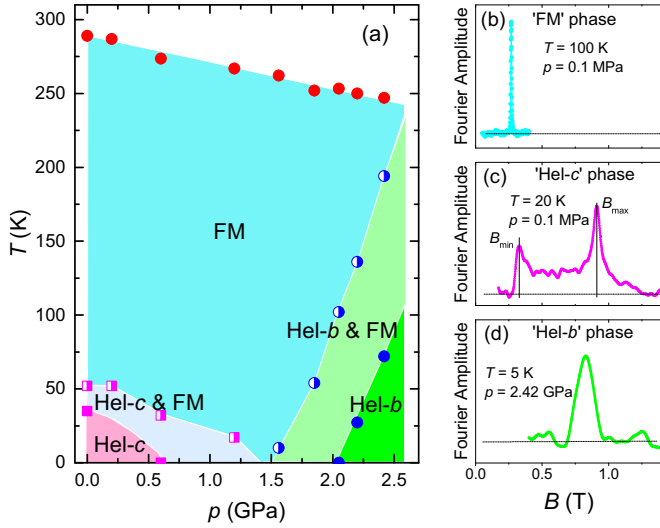 (a)
300
250
200
150
100
50
0
T (K)
FM
Hel-b & FM
Hel-c & FM
Hel-b
Hel-c
0.0 0.5 1.0 1.5 2.0 2.5
p (GPa)
(b) 'FM' phase
T = 100 K
p = 0.1 MPa
Fourier Amplitude
(c) 'Hel-c' phase
T = 20 K
p = 0.1 MPa
Bmin
Bmax
Fourier Amplitude
(d) 'Hel-b' phase
T = 5 K
p = 2.42 GPa
Fourier Amplitude
0.0 0.5 1.0
B (T)